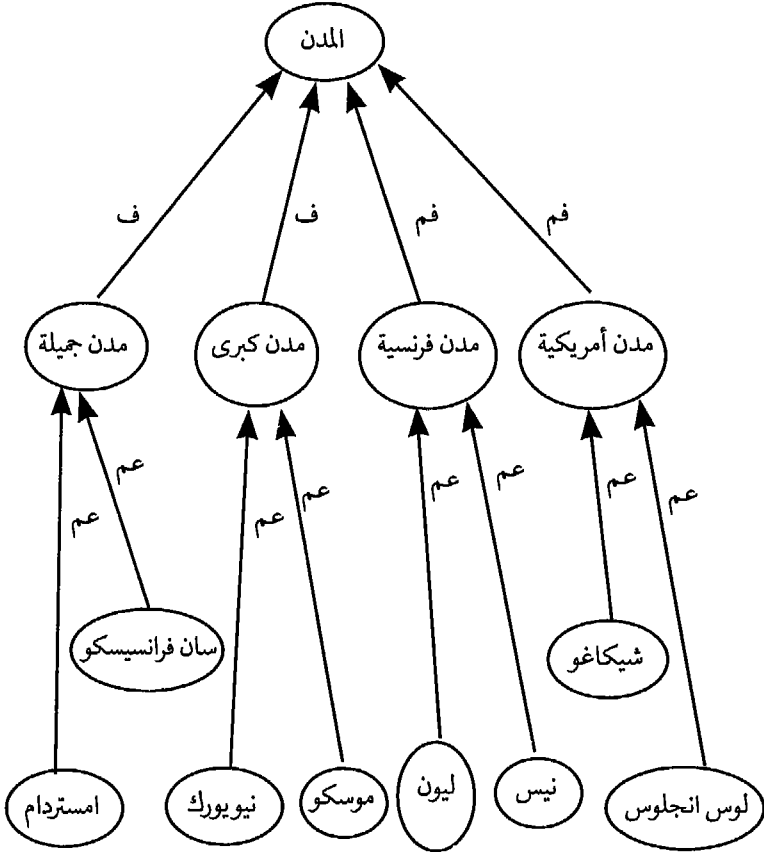 المدن
فم
فم
ف
ف
مدن أمريكية
مدن فرنسية
مدن كبرى
مدن جميلة
عم
عم
عم
عم
عم
عم
عم
عم
شيكاغو
سان فرانسيسكو
لوس انجلوس
نيس
ليون
موسكو
نيويورك
امستردام